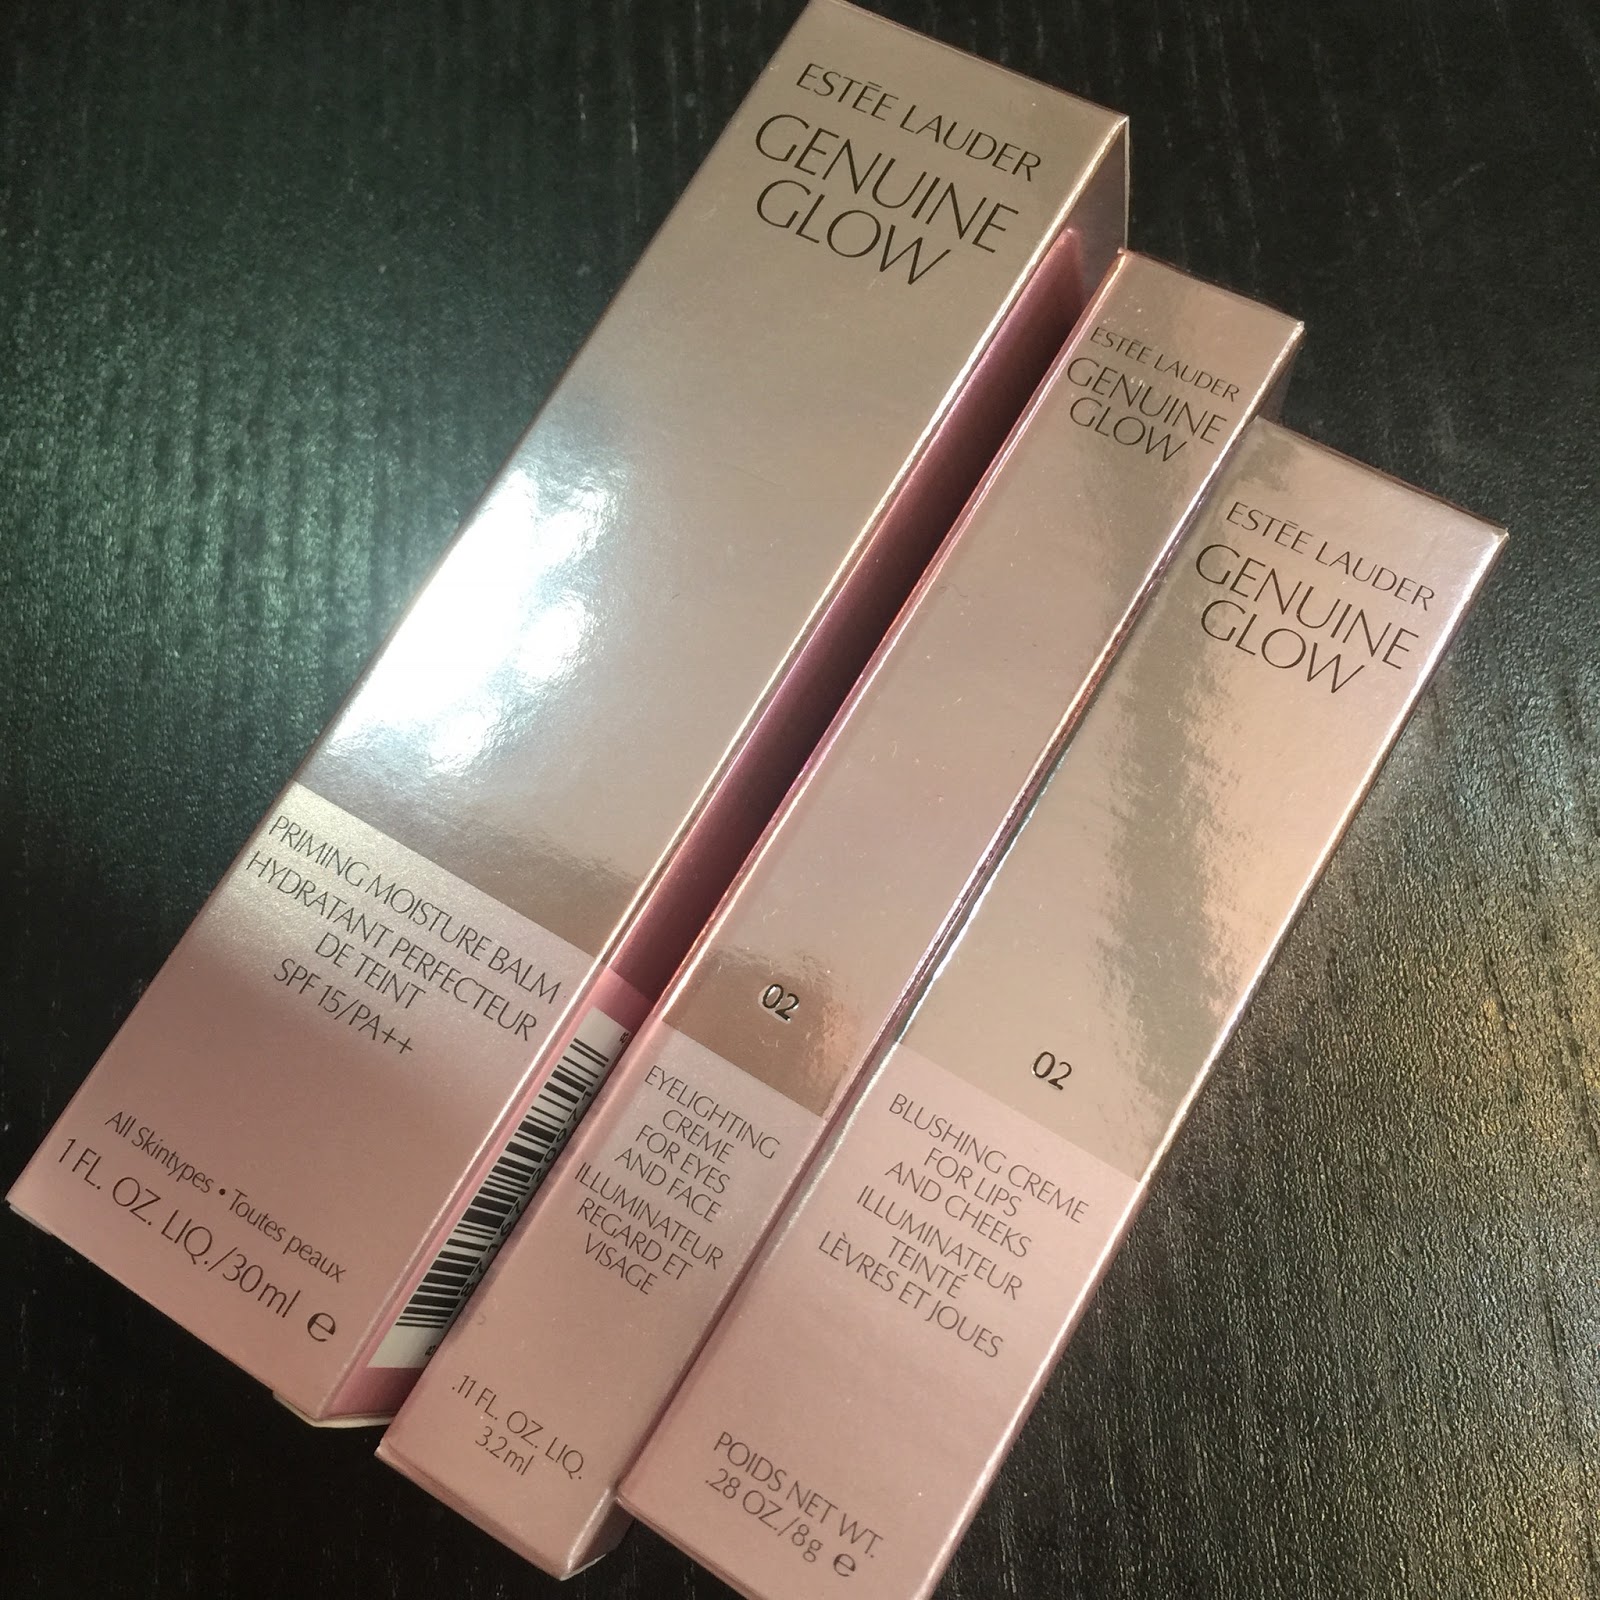 ESTĒE LAUDER
GENUINE
GLOW
PRIMING MOISTURE BALM
HYDRATANT PERFECTEUR
DE TEINT
SPF 15/PA++
All Skintypes • Toutes peaux
1 FL. OZ. LIQ./30ml ℮
ESTĒE LAUDER
GENUINE
GLOW
02
EYELIGHTING
CREME
FOR EYES
AND FACE
ILLUMINATEUR
REGARD ET
VISAGE
.11 FL. OZ. LIQ.
3.2ml
ESTĒE LAUDER
GENUINE
GLOW
02
BLUSHING CREME
FOR LIPS
AND CHEEKS
ILLUMINATEUR
TEINTÉ
LÈVRES ET JOUES
POIDS NET WT.
.28 OZ./8g ℮